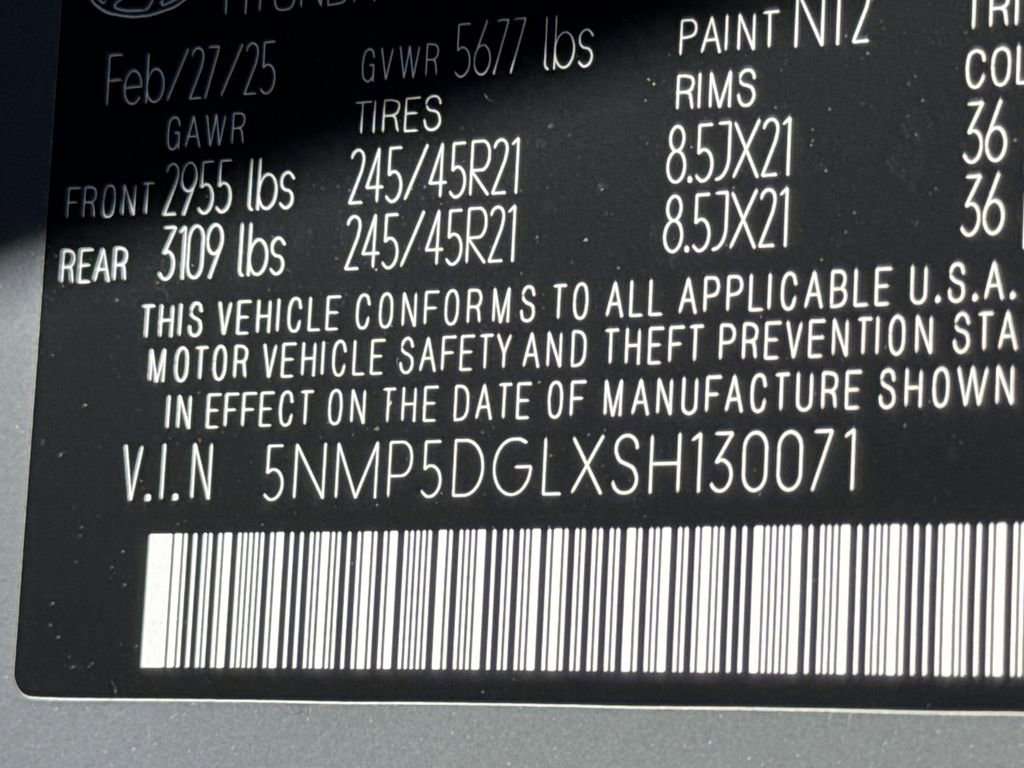 HYUNDAI
Feb/27/25 GVWR 5677 lbs PAINT N1Z TRI
GAWR TIRES RIMS COL
FRONT 2955 lbs 245/45R21 8.5JX21 36
REAR 3109 lbs 245/45R21 8.5JX21 36
THIS VEHICLE CONFORMS TO ALL APPLICABLE U.S.A.
MOTOR VEHICLE SAFETY AND THEFT PREVENTION STA
IN EFFECT ON THE DATE OF MANUFACTURE SHOWN
V.I.N 5NMP5DGLXSH130071